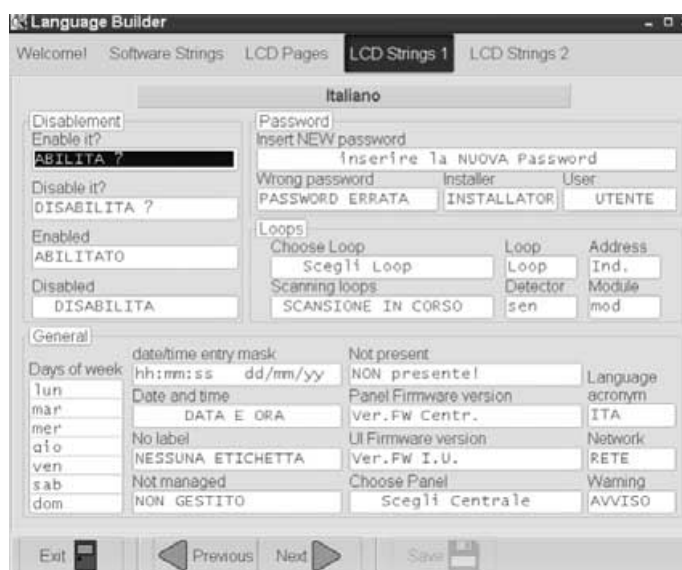 Language Builder
Welcome! Software Strings LCD Pages LCD Strings 1 LCD Strings 2
Italiano
Disablement
Enable it?
ABILITA ?
Disable it?
DISABILITA ?
Enabled
ABILITATO
Disabled
DISABILITA
Password
Insert NEW password
inserire la NUOVA Password
Wrong password Installer User
PASSWORD ERRATA INSTALLATOR UTENTE
Loops
Choose Loop Loop Address
Scegli Loop Loop Ind.
Scanning loops Detector Module
SCANSIONE IN CORSO sen mod
General
Days of week
lun
mar
mer
gio
ven
sab
dom
date/time entry mask
hh:mm:ss dd/mm/yy
Date and time
DATA E ORA
No label
NESSUNA ETICHETTA
Not managed
NON GESTITO
Not present
NON presente!
Panel Firmware version
Ver.FW Centr.
UI Firmware version
Ver.FW I.U.
Choose Panel
Scegli Centrale
Language
acronym
ITA
Network
RETE
Warning
AVVISO
Exit Previous Next Save